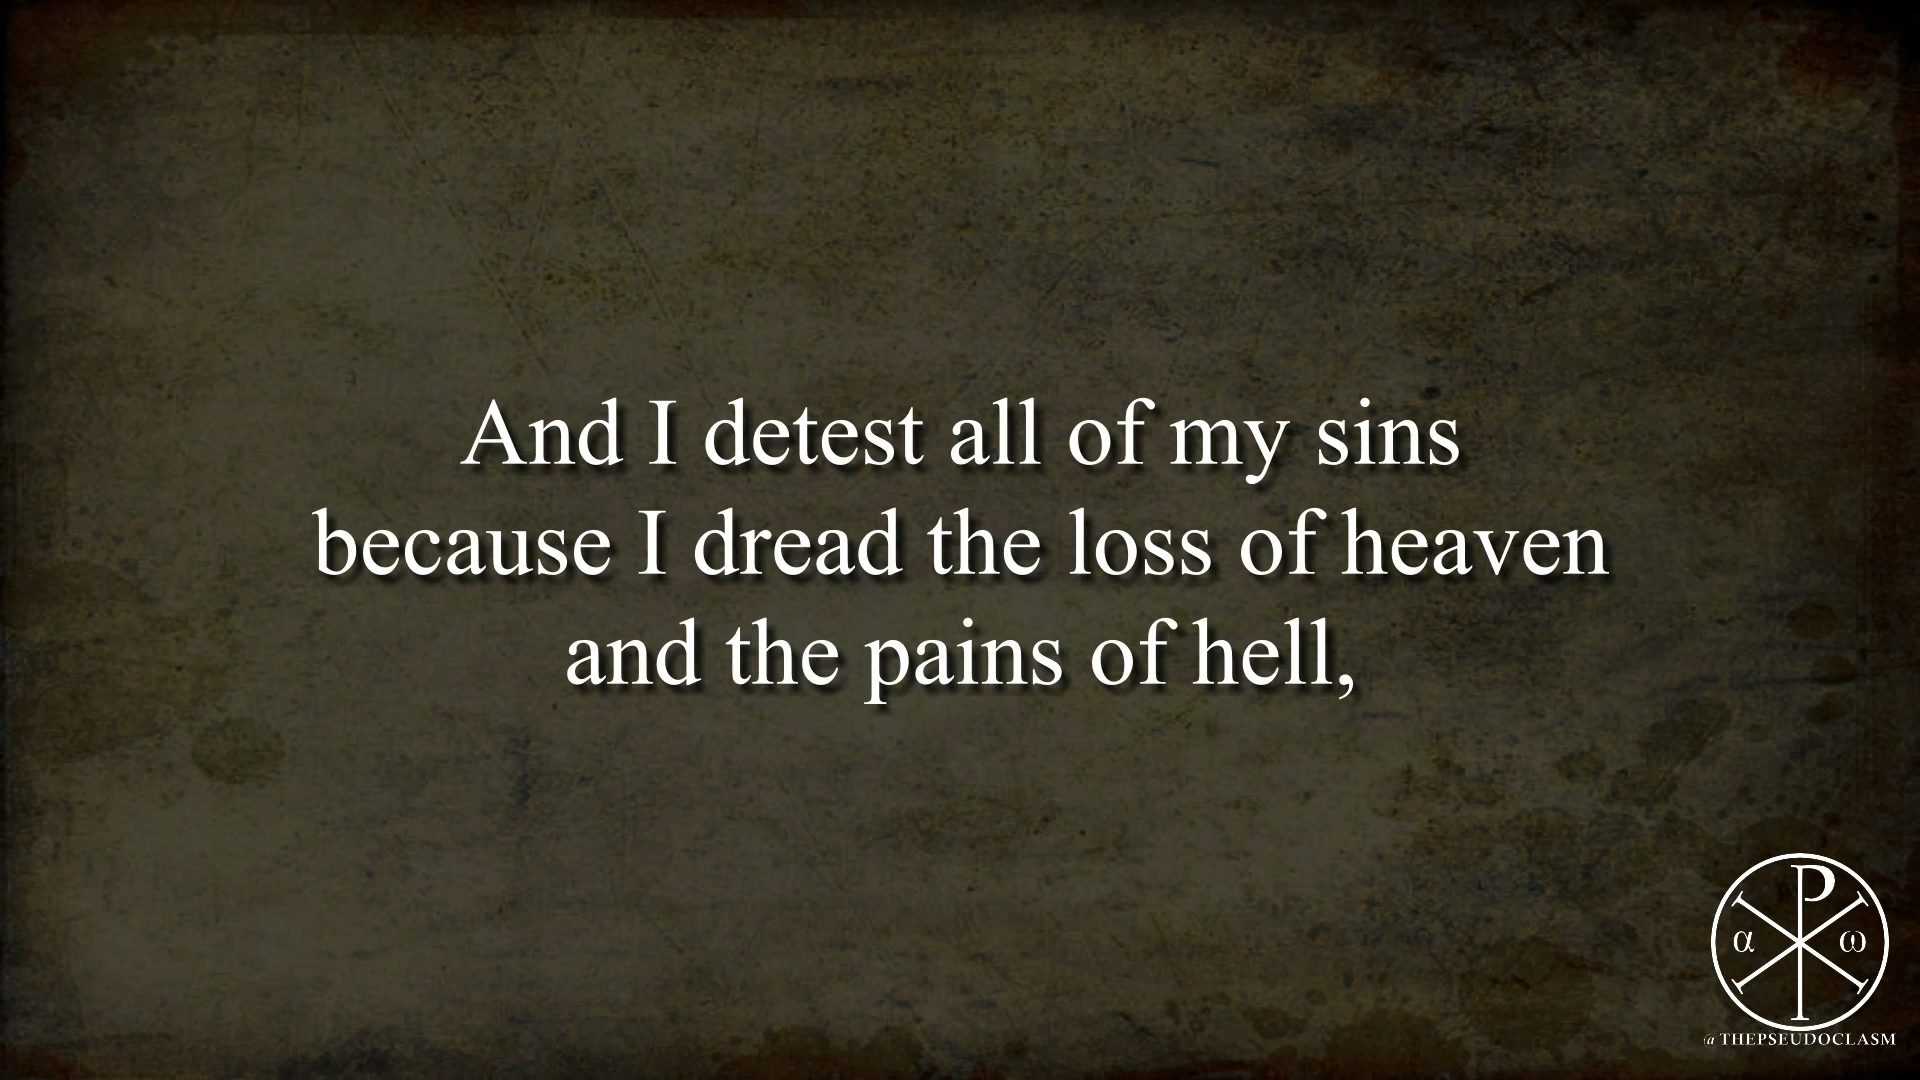 And I detest all of my sins
because I dread the loss of heaven
and the pains of hell,
P
α ω
@THEPSEUDOCLASM